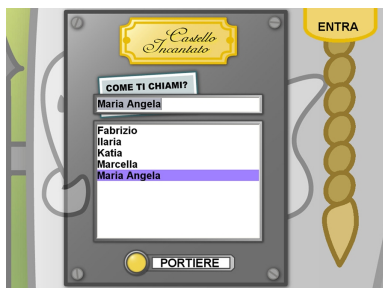 Castello
Incantato
ENTRA
COME TI CHIAMI?
Maria Angela
Fabrizio
Ilaria
Katia
Marcella
Maria Angela
PORTIERE